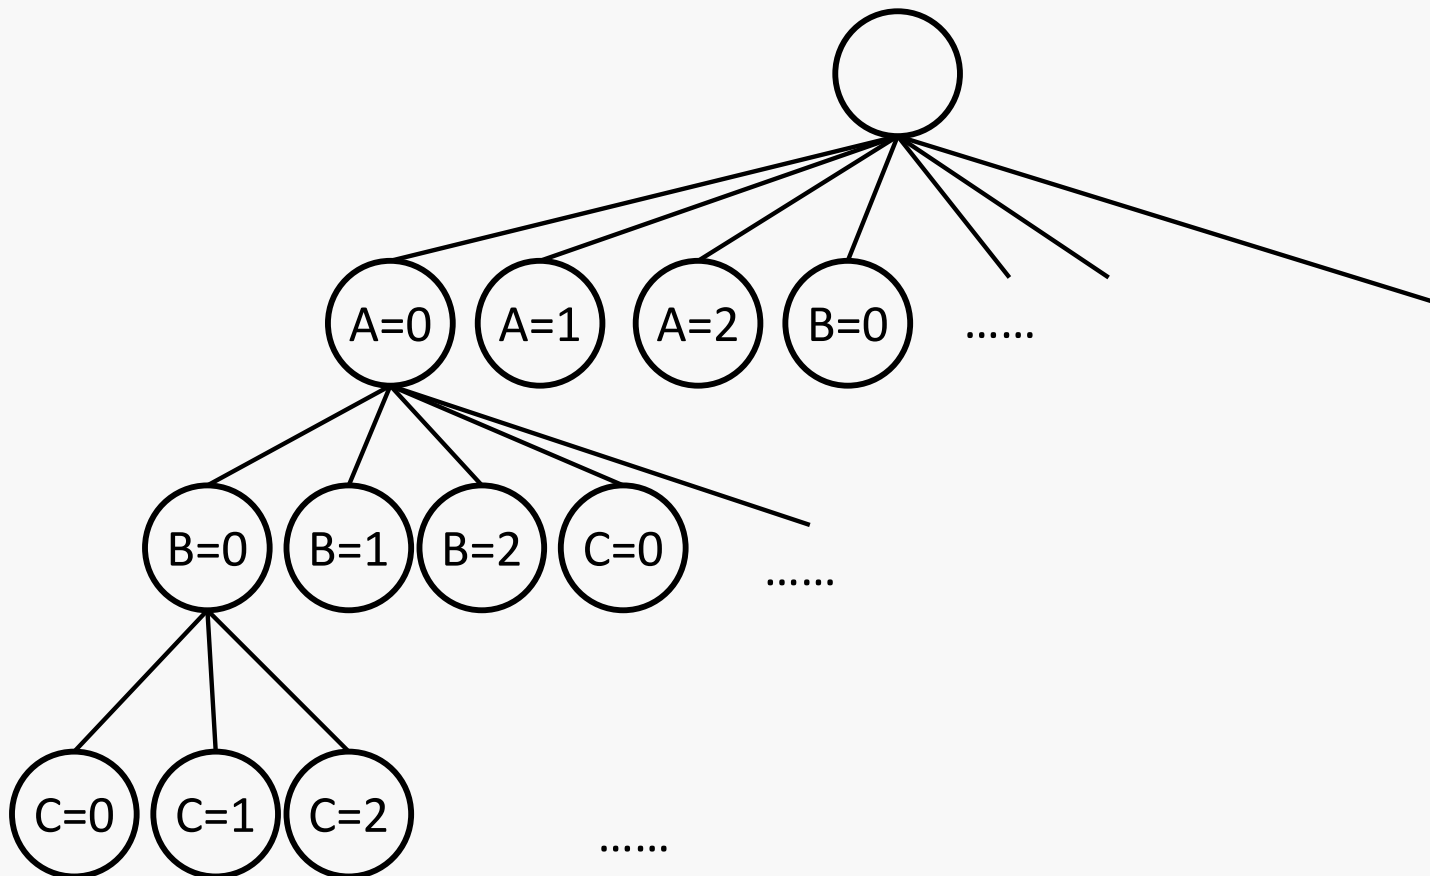 A=0 A=1 A=2 B=0 ......
B=0 B=1 B=2 C=0 ......
C=0 C=1 C=2 ......